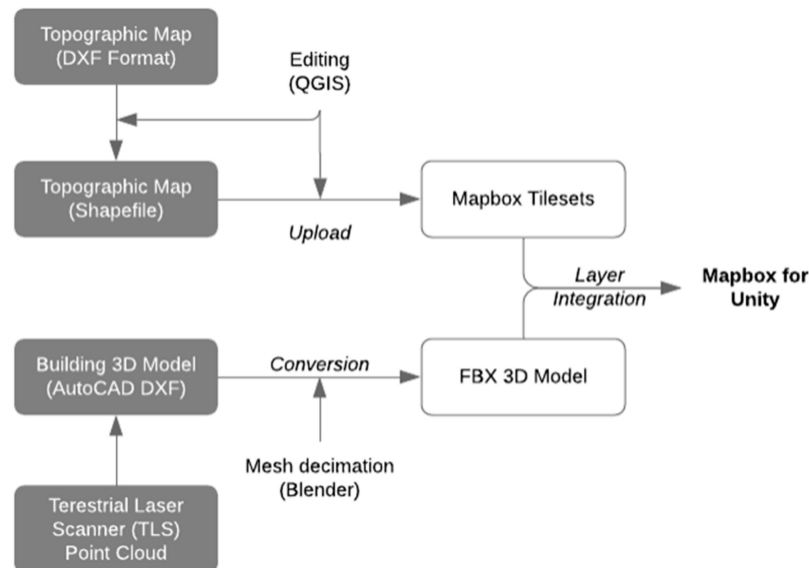 Topographic Map
(DXF Format)
Editing
(QGIS)
Topographic Map
(Shapefile)
Upload
Mapbox Tilesets
Layer
Integration
Mapbox for
Unity
Building 3D Model
(AutoCAD DXF)
Conversion
FBX 3D Model
Mesh decimation
(Blender)
Terestrial Laser
Scanner (TLS)
Point Cloud